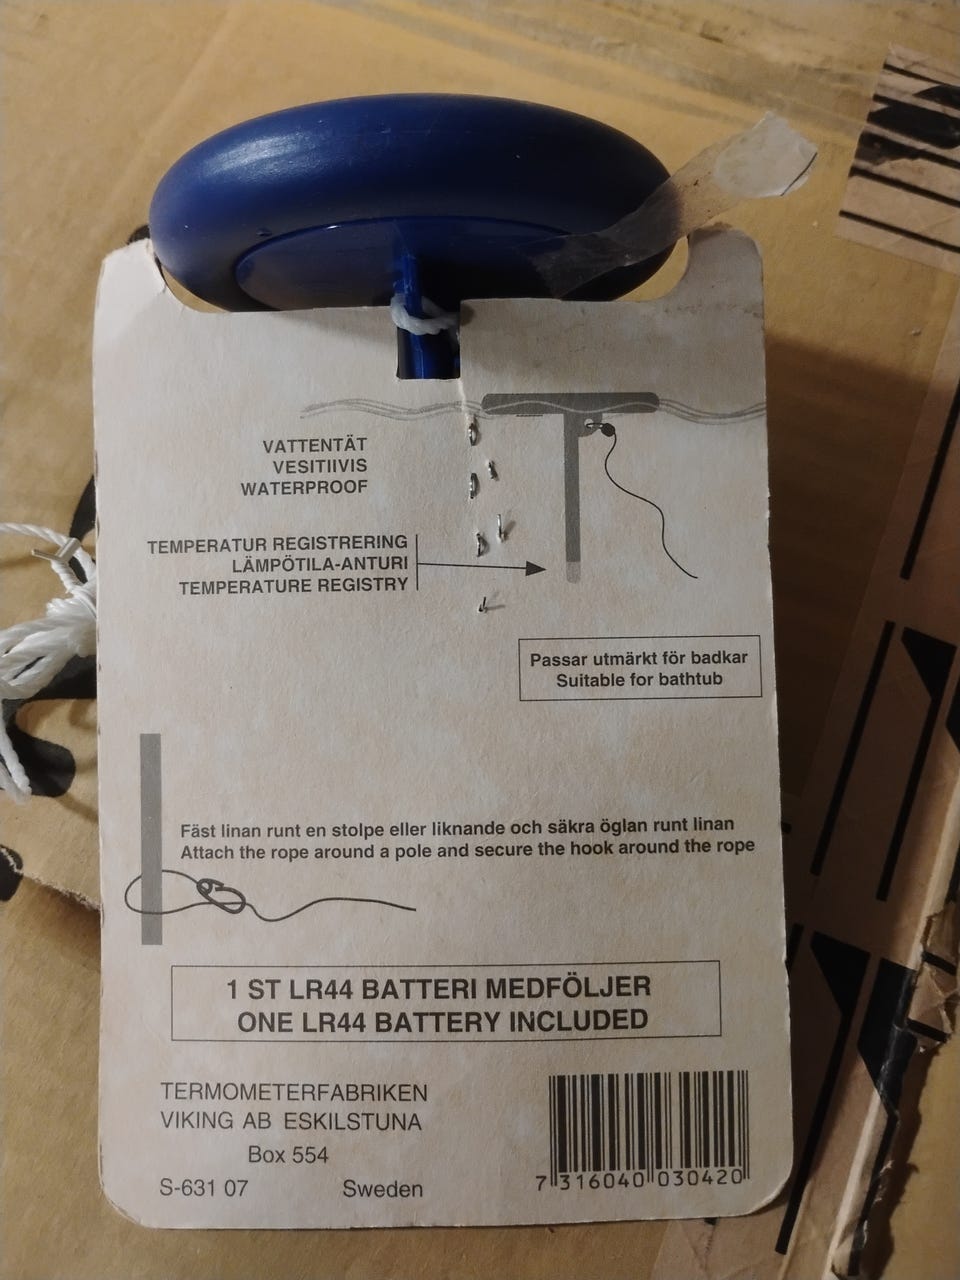 VATTENTÄT
VESITIIVIS
WATERPROOF
TEMPERATUR REGISTRERING
LÄMPÖTILA-ANTURI
TEMPERATURE REGISTRY
Passar utmärkt för badkar
Suitable for bathtub
Fäst linan runt en stolpe eller liknande och säkra öglan runt linan
Attach the rope around a pole and secure the hook around the rope
1 ST LR44 BATTERI MEDFÖLJER
ONE LR44 BATTERY INCLUDED
TERMOMETERFABRIKEN
VIKING AB ESKILSTUNA
Box 554
S-631 07 Sweden
7 316040 030420